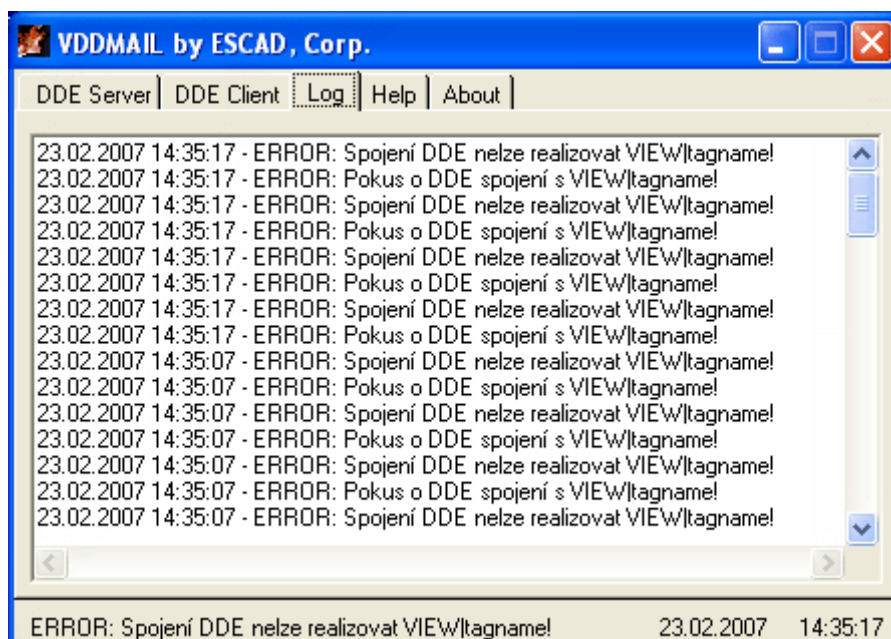 VDDMAIL by ESCAD, Corp.
DDE Server DDE Client Log Help About
23.02.2007 14:35:17 - ERROR: Spojení DDE nelze realizovat VIEW|tagname!
23.02.2007 14:35:17 - ERROR: Pokus o DDE spojení s VIEW|tagname!
23.02.2007 14:35:17 - ERROR: Spojení DDE nelze realizovat VIEW|tagname!
23.02.2007 14:35:17 - ERROR: Pokus o DDE spojení s VIEW|tagname!
23.02.2007 14:35:17 - ERROR: Spojení DDE nelze realizovat VIEW|tagname!
23.02.2007 14:35:17 - ERROR: Pokus o DDE spojení s VIEW|tagname!
23.02.2007 14:35:17 - ERROR: Spojení DDE nelze realizovat VIEW|tagname!
23.02.2007 14:35:17 - ERROR: Pokus o DDE spojení s VIEW|tagname!
23.02.2007 14:35:07 - ERROR: Spojení DDE nelze realizovat VIEW|tagname!
23.02.2007 14:35:07 - ERROR: Pokus o DDE spojení s VIEW|tagname!
23.02.2007 14:35:07 - ERROR: Spojení DDE nelze realizovat VIEW|tagname!
23.02.2007 14:35:07 - ERROR: Pokus o DDE spojení s VIEW|tagname!
23.02.2007 14:35:07 - ERROR: Spojení DDE nelze realizovat VIEW|tagname!
23.02.2007 14:35:07 - ERROR: Pokus o DDE spojení s VIEW|tagname!
23.02.2007 14:35:07 - ERROR: Spojení DDE nelze realizovat VIEW|tagname!
ERROR: Spojení DDE nelze realizovat VIEW|tagname! 23.02.2007 14:35:17